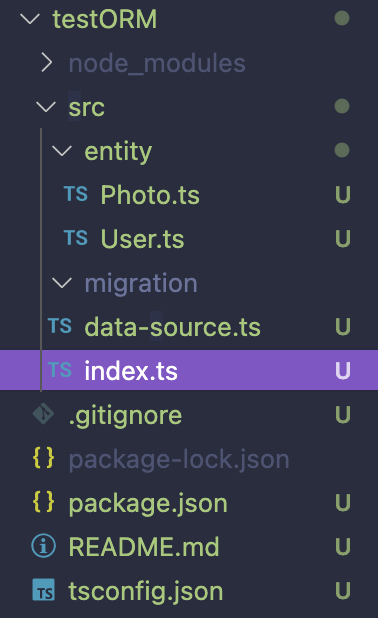 testORM
node_modules
src
entity
TS Photo.ts U
TS User.ts U
migration
TS data-source.ts U
TS index.ts U
.gitignore U
{} package-lock.json
{} package.json U
README.md U
TS tsconfig.json U